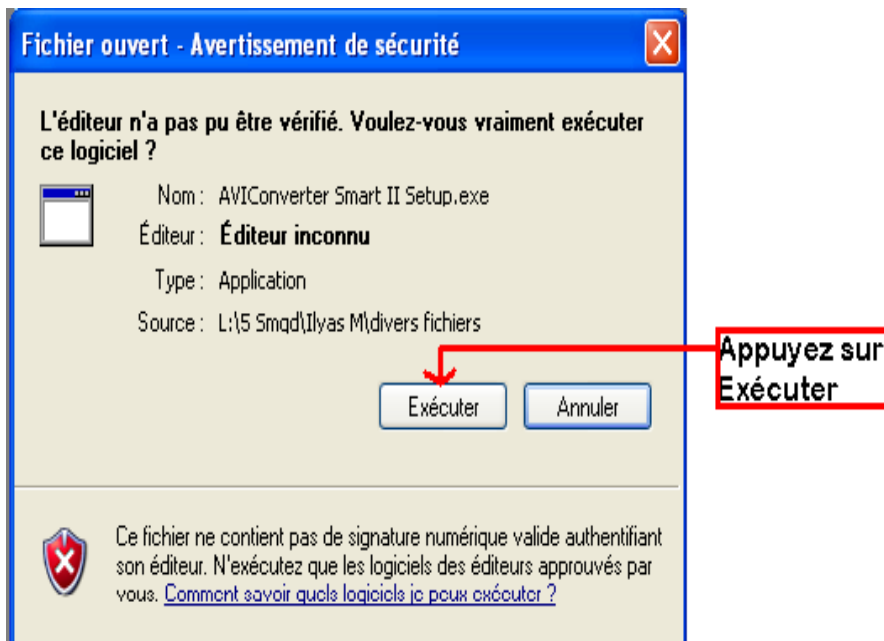 Fichier ouvert - Avertissement de sécurité
L'éditeur n'a pas pu être vérifié. Voulez-vous vraiment exécuter
ce logiciel ?
Nom : AVIConverter Smart II Setup.exe
Éditeur : Éditeur inconnu
Type : Application
Source : L:\5 Smqd\Ilyas M\divers fichiers
Appuyez sur
Exécuter
Exécuter Annuler
Ce fichier ne contient pas de signature numérique valide authentifiant
son éditeur. N'exécutez que les logiciels des éditeurs approuvés par
vous. Comment savoir quels logiciels je peux exécuter ?